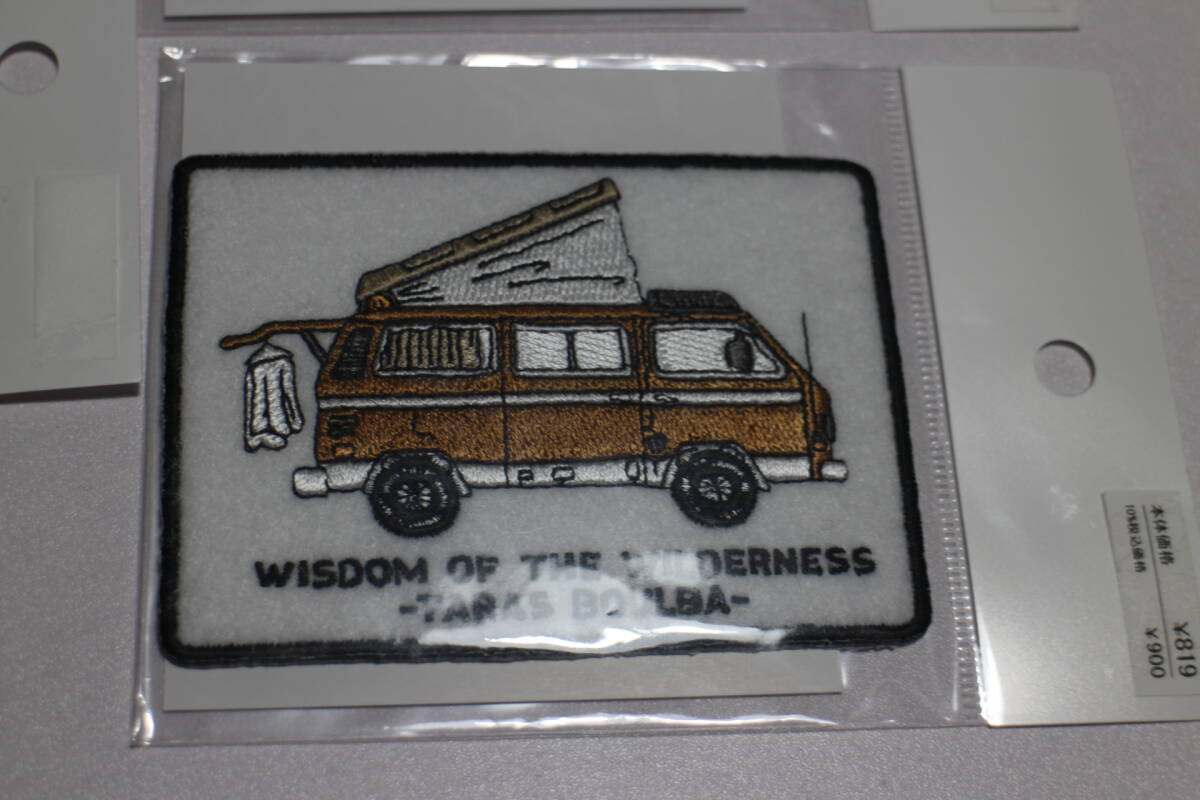 WISDOM OF THE WILDERNESS
-TARAS BOULBA-
本体価格 ¥819
10%税込価格 ¥900